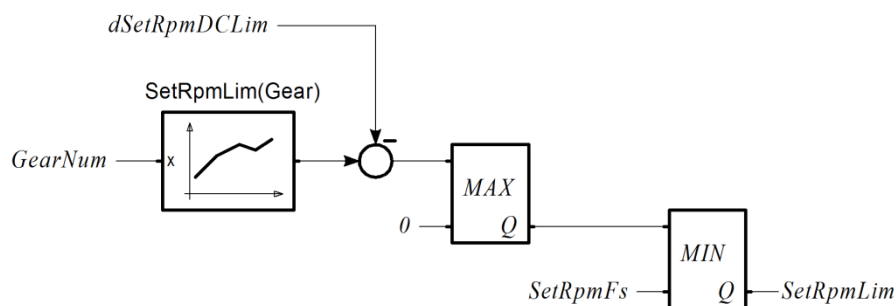 dSetRpmDCLim
SetRpmLim(Gear)
GearNum
x
MAX
0
Q
MIN
SetRpmFs
Q
SetRpmLim